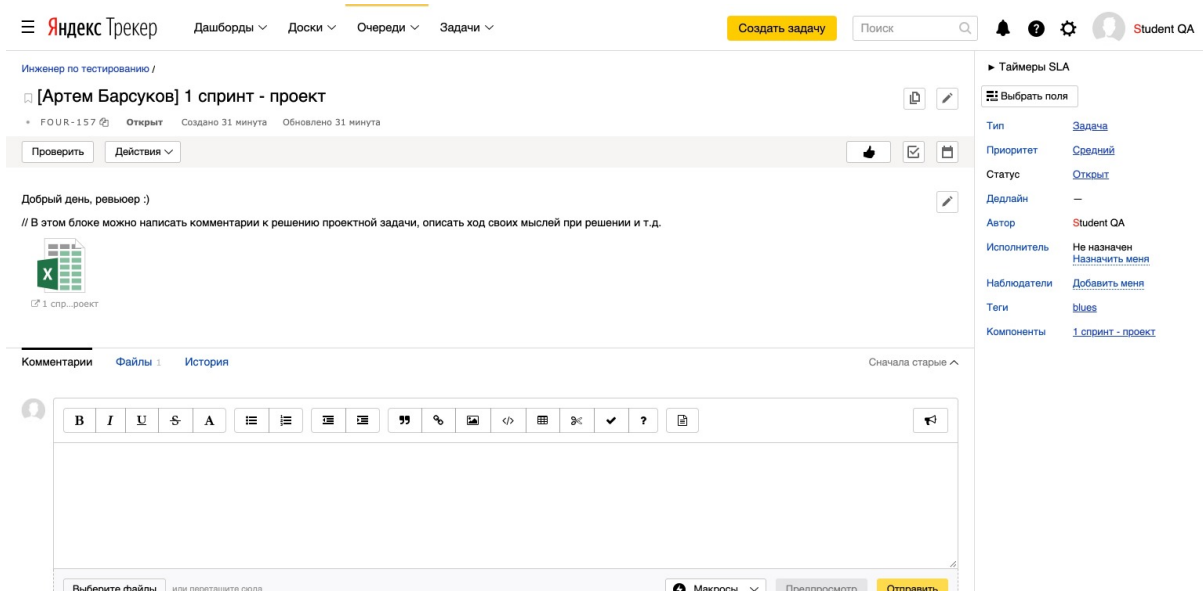 Яндекс Трекер Дашборды Доски Очереди Задачи Создать задачу Поиск Student QA
Инженер по тестированию /
[Артем Барсуков] 1 спринт - проект
FOUR-157 Открыт Создано 31 минута Обновлено 31 минута
Проверить Действия
Добрый день, ревьюер :)
// В этом блоке можно написать комментарии к решению проектной задачи, описать ход своих мыслей при решении и т.д.
1 спр...роект
Комментарии Файлы 1 История Сначала старые
B I U S A
Выберите файлы или перетащите сюда Макросы Предпросмотр Отправить
Таймеры SLA
Выбрать поля
Тип Задача
Приоритет Средний
Статус Открыт
Дедлайн —
Автор Student QA
Исполнитель Не назначен
Назначить меня
Наблюдатели Добавить меня
Теги blues
Компоненты 1 спринт - проект